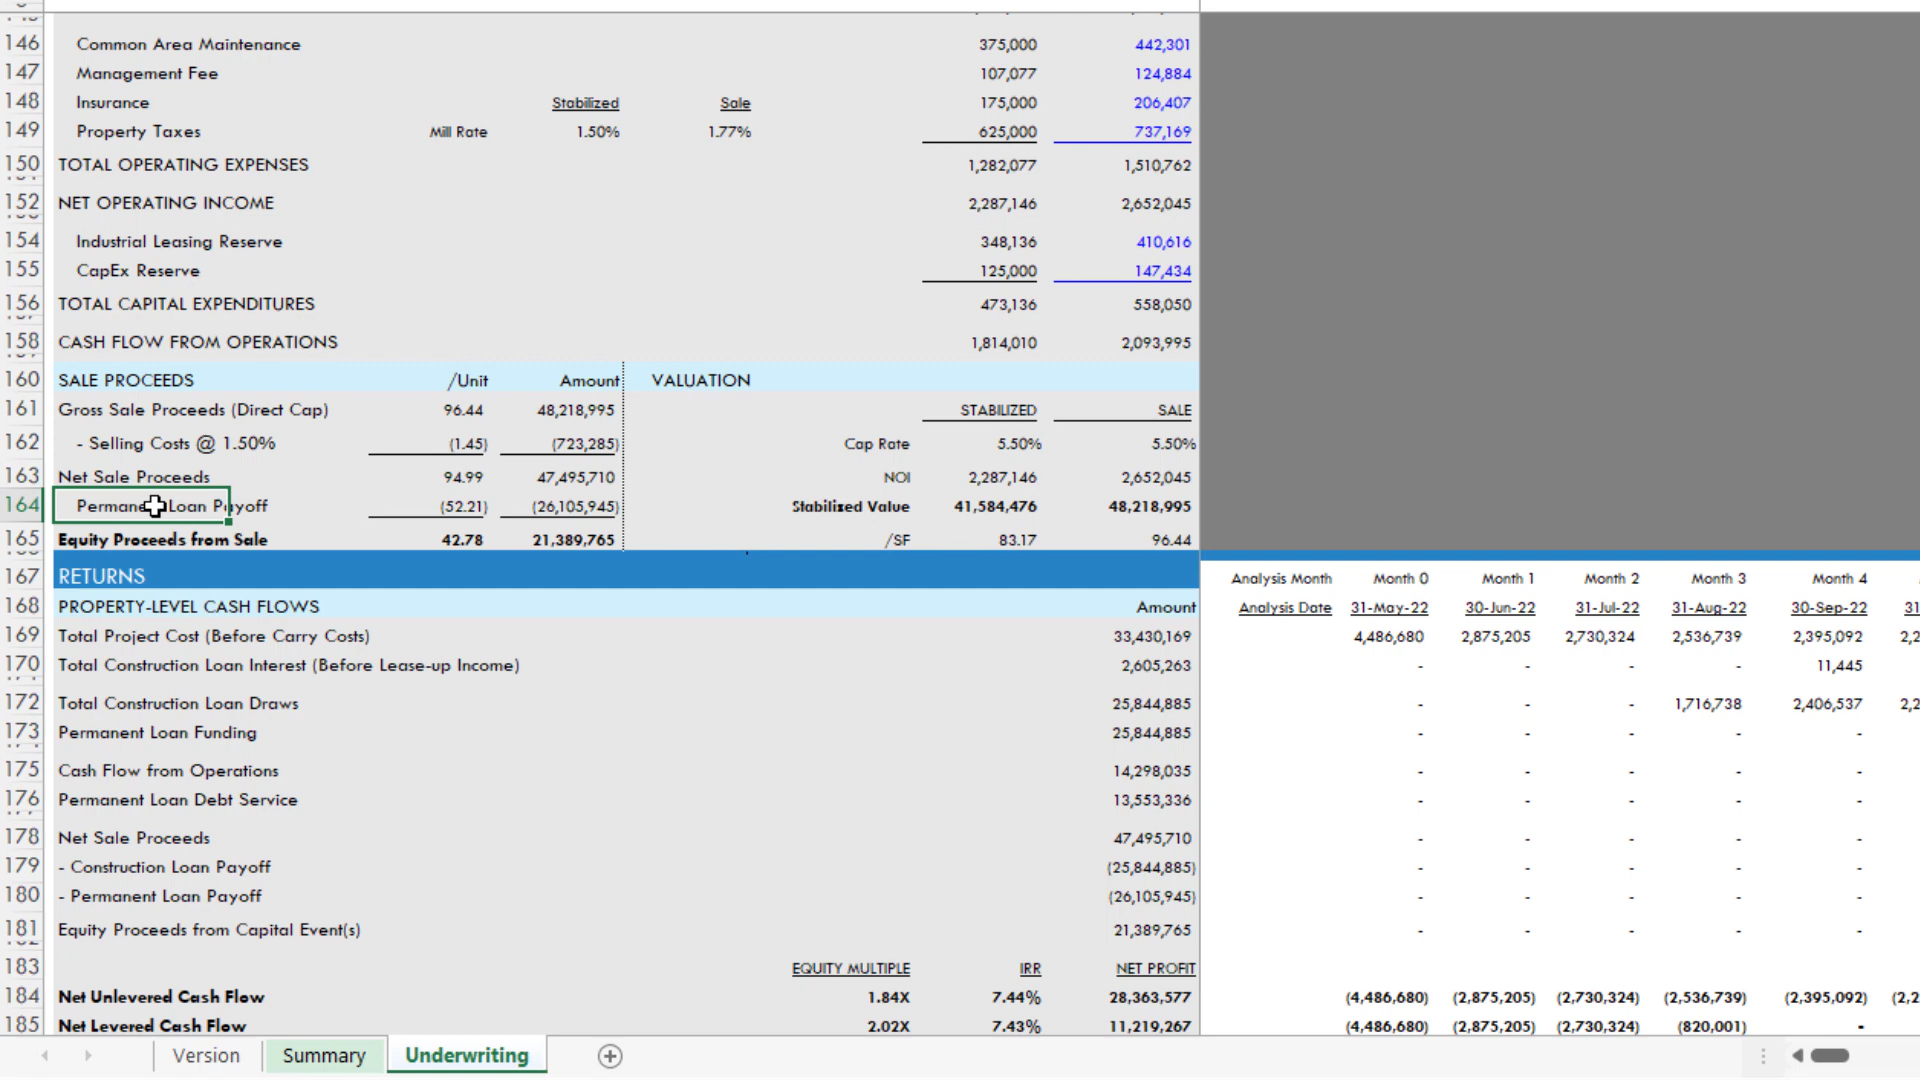 146 Common Area Maintenance 375,000 442,301
147 Management Fee 107,077 124,884
148 Insurance Stabilized Sale 175,000 206,407
149 Property Taxes Mill Rate 1.50% 1.77% 625,000 737,169
150 TOTAL OPERATING EXPENSES 1,282,077 1,510,762
152 NET OPERATING INCOME 2,287,146 2,652,045
154 Industrial Leasing Reserve 348,136 410,616
155 CapEx Reserve 125,000 147,434
156 TOTAL CAPITAL EXPENDITURES 473,136 558,050
158 CASH FLOW FROM OPERATIONS 1,814,010 2,093,995
160 SALE PROCEEDS /Unit Amount VALUATION
161 Gross Sale Proceeds (Direct Cap) 96.44 48,218,995 STABILIZED SALE
162 - Selling Costs @ 1.50% (1.45) (723,285) Cap Rate 5.50% 5.50%
163 Net Sale Proceeds 94.99 47,495,710 NOI 2,287,146 2,652,045
164 Permanent Loan Payoff (52.21) (26,105,945) Stabilized Value 41,584,476 48,218,995
165 Equity Proceeds from Sale 42.78 21,389,765 /SF 83.17 96.44
167 RETURNS Analysis Month Month 0 Month 1 Month 2 Month 3 Month 4
168 PROPERTY-LEVEL CASH FLOWS Amount Analysis Date 31-May-22 30-Jun-22 31-Jul-22 31-Aug-22 30-Sep-22 31
169 Total Project Cost (Before Carry Costs) 33,430,169 4,486,680 2,875,205 2,730,324 2,536,739 2,395,092 2,2
170 Total Construction Loan Interest (Before Lease-up Income) 2,605,263 - - - - 11,445
172 Total Construction Loan Draws 25,844,885 - - - 1,716,738 2,406,537 2,2
173 Permanent Loan Funding 25,844,885 - - - - -
175 Cash Flow from Operations 14,298,035 - - - - -
176 Permanent Loan Debt Service 13,553,336 - - - - -
178 Net Sale Proceeds 47,495,710 - - - - -
179 - Construction Loan Payoff (25,844,885) - - - - -
180 - Permanent Loan Payoff (26,105,945) - - - - -
181 Equity Proceeds from Capital Event(s) 21,389,765 - - - - -
183 EQUITY MULTIPLE IRR NET PROFIT
184 Net Unlevered Cash Flow 1.84X 7.44% 28,363,577 (4,486,680) (2,875,205) (2,730,324) (2,536,739) (2,395,092) (2,2
185 Net Levered Cash Flow 2.02X 7.43% 11,219,267 (4,486,680) (2,875,205) (2,730,324) (820,001) -
Version Summary Underwriting